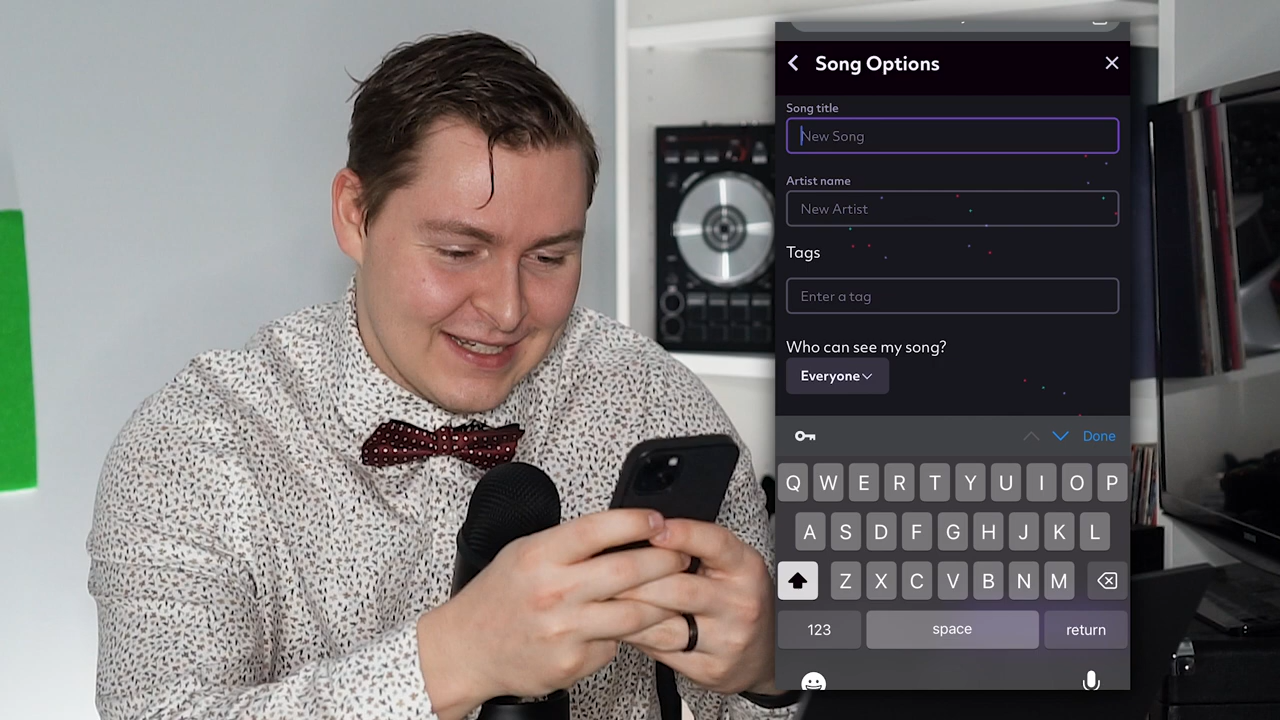 Song Options
Song title
New Song
Artist name
New Artist
Tags
Enter a tag
Who can see my song?
Everyone
Done
Q W E R T Y U I O P
A S D F G H J K L
Z X C V B N M
123 space return